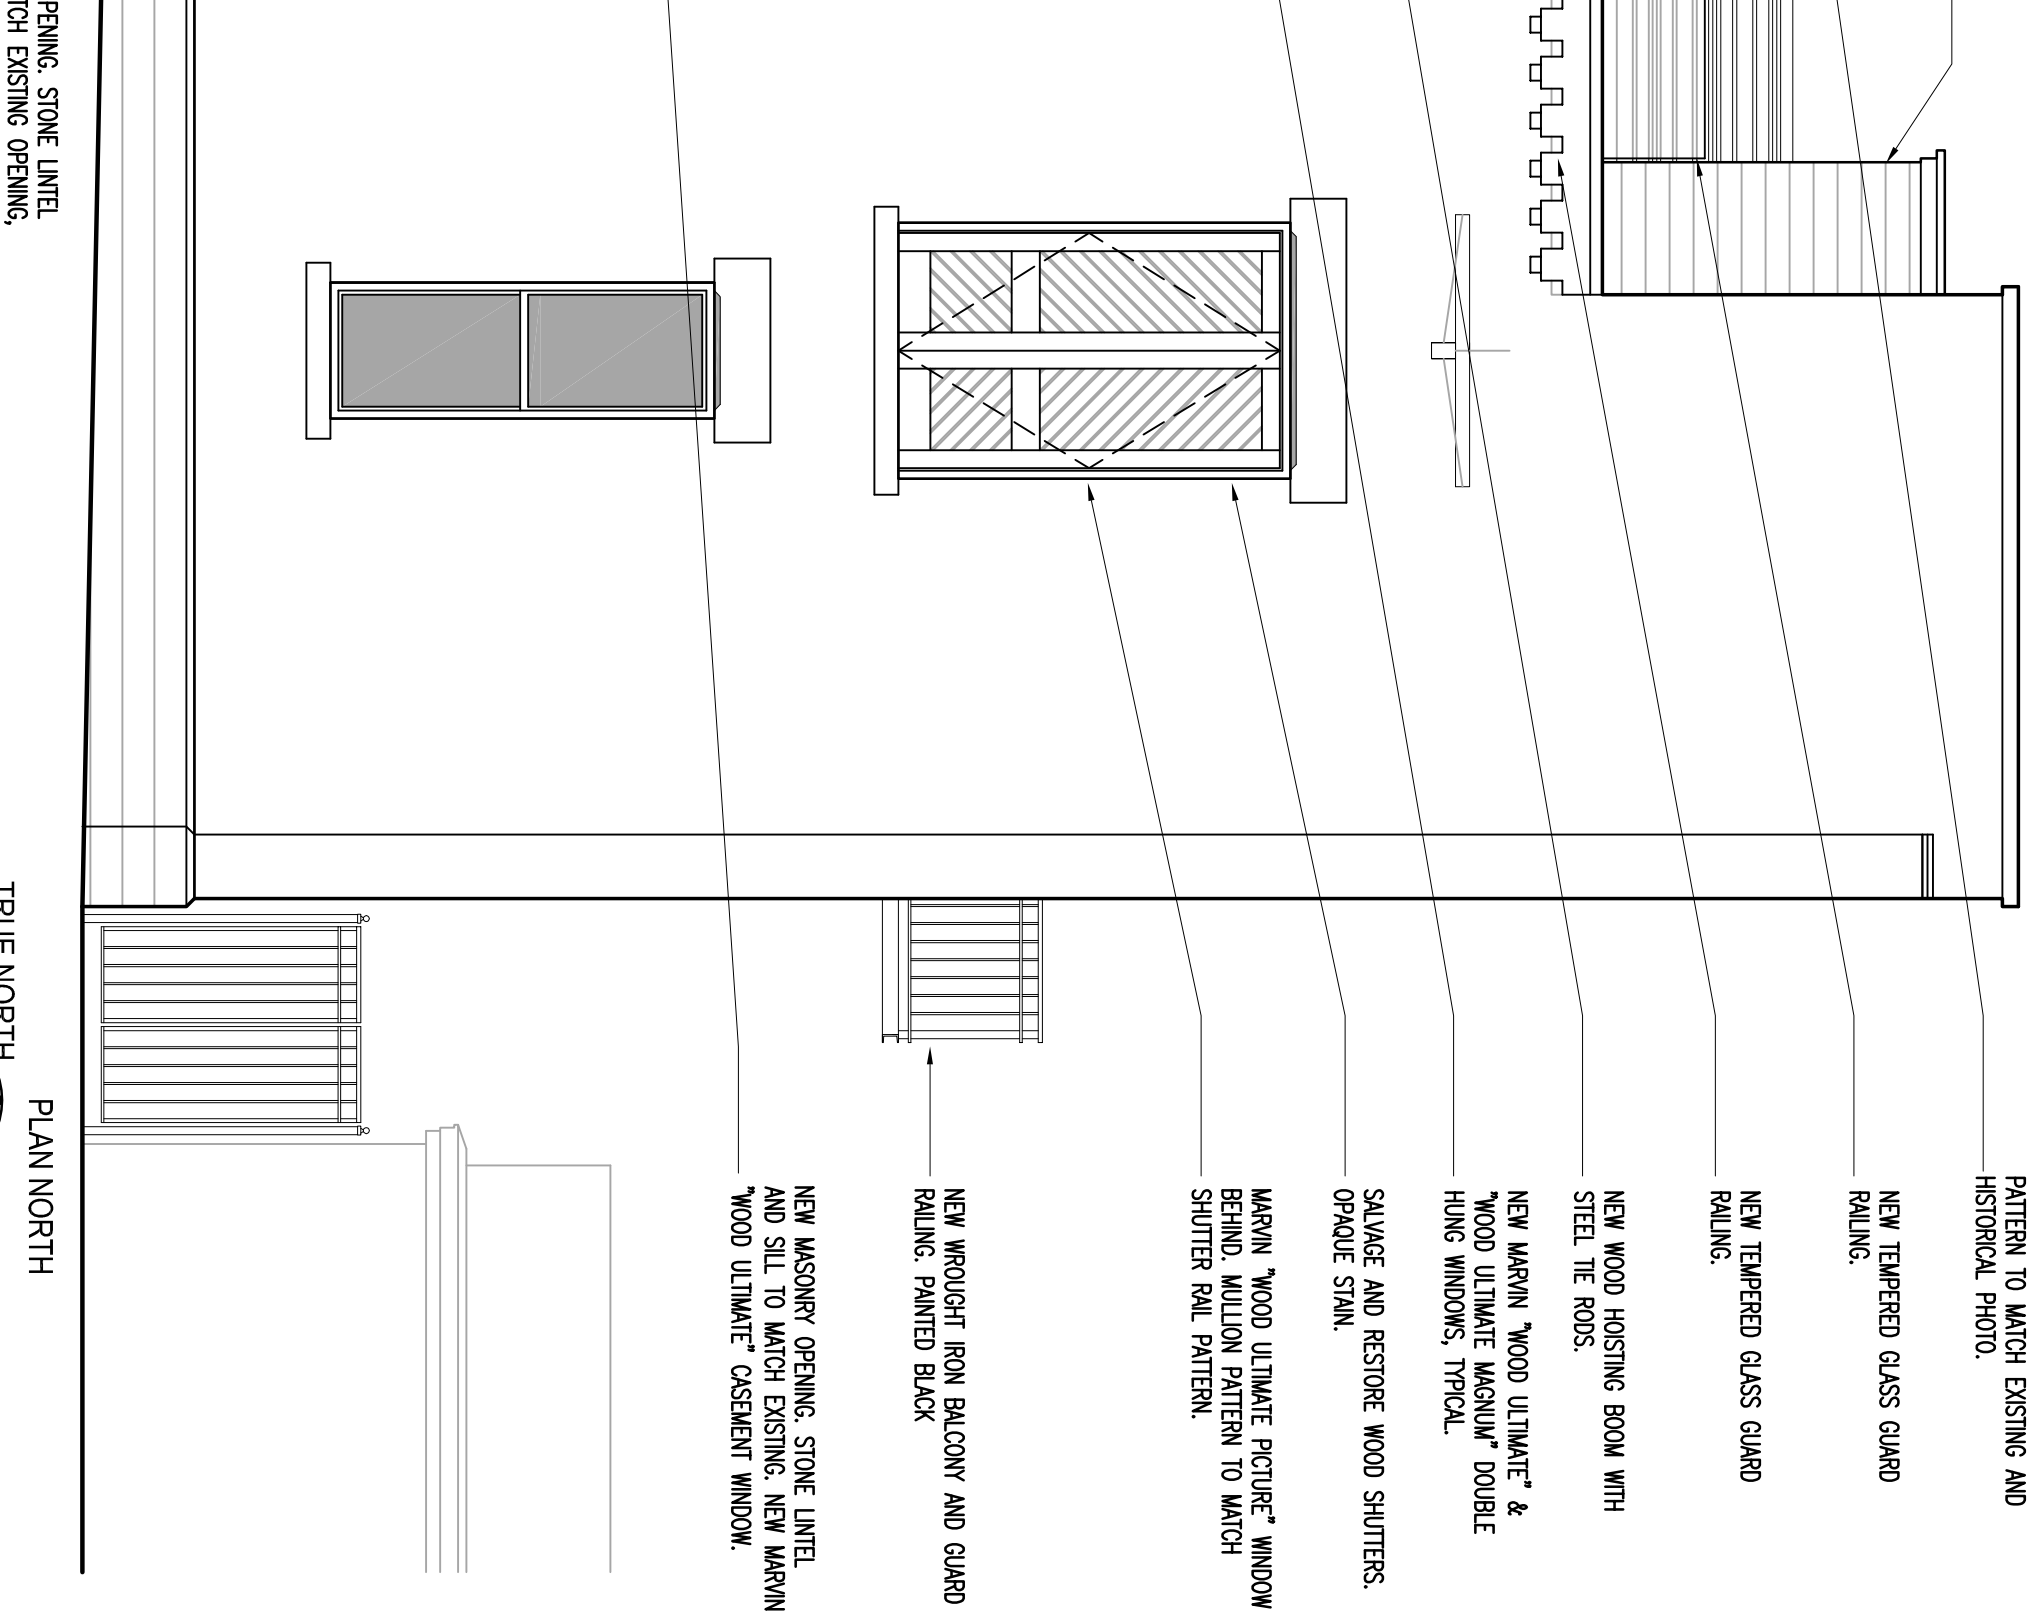 PATTERN TO MATCH EXISTING AND
HISTORICAL PHOTO.
NEW TEMPERED GLASS GUARD
RAILING.
NEW TEMPERED GLASS GUARD
RAILING.
NEW WOOD HOISTING BOOM WITH
STEEL TIE RODS.
NEW MARVIN "WOOD ULTIMATE" &
"WOOD ULTIMATE MAGNUM" DOUBLE
HUNG WINDOWS, TYPICAL.
SALVAGE AND RESTORE WOOD SHUTTERS.
OPAQUE STAIN.
MARVIN "WOOD ULTIMATE PICTURE" WINDOW
BEHIND. MULLION PATTERN TO MATCH
SHUTTER RAIL PATTERN.
NEW WROUGHT IRON BALCONY AND GUARD
RAILING. PAINTED BLACK
NEW MASONRY OPENING. STONE LINTEL
AND SILL TO MATCH EXISTING. NEW MARVIN
"WOOD ULTIMATE" CASEMENT WINDOW.
PENING. STONE LINTEL
TCH EXISTING OPENING,
PLAN NORTH
TRUE NORTH